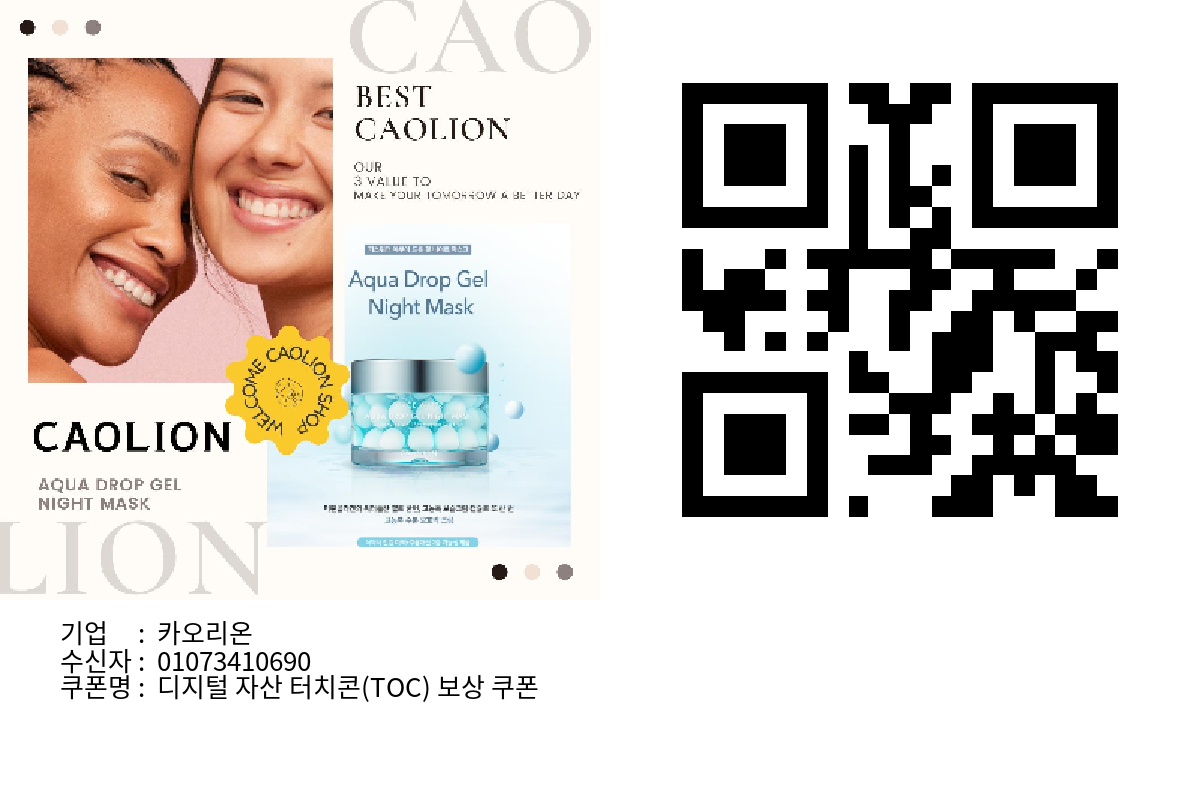 CAO
BEST
CAOLION
OUR
3 VALUE TO
MAKE YOUR TOMORROW A BETTER DAY
Aqua Drop Gel
Night Mask
WELCOME CAOLION SHOP
CAOLION
AQUA DROP GEL
NIGHT MASK
LION
기업 : 카오리온
수신자 : 01073410690
쿠폰명 : 디지털 자산 터치콘(TOC) 보상 쿠폰